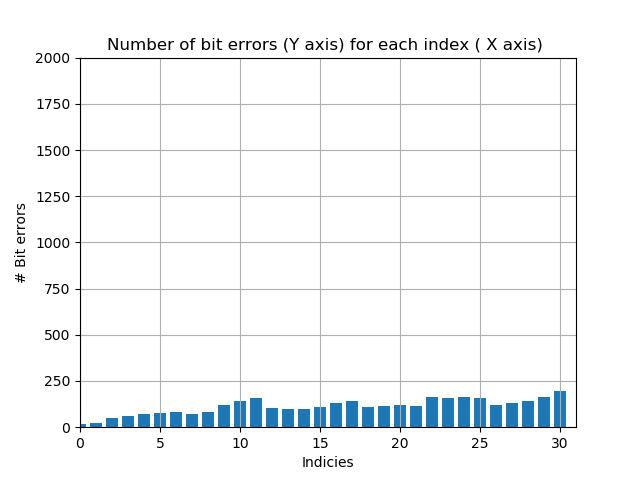 Number of bit errors (Y axis) for each index ( X axis)
2000
1750
1500
1250
1000
750
500
250
0
# Bit errors
0 5 10 15 20 25 30
Indicies